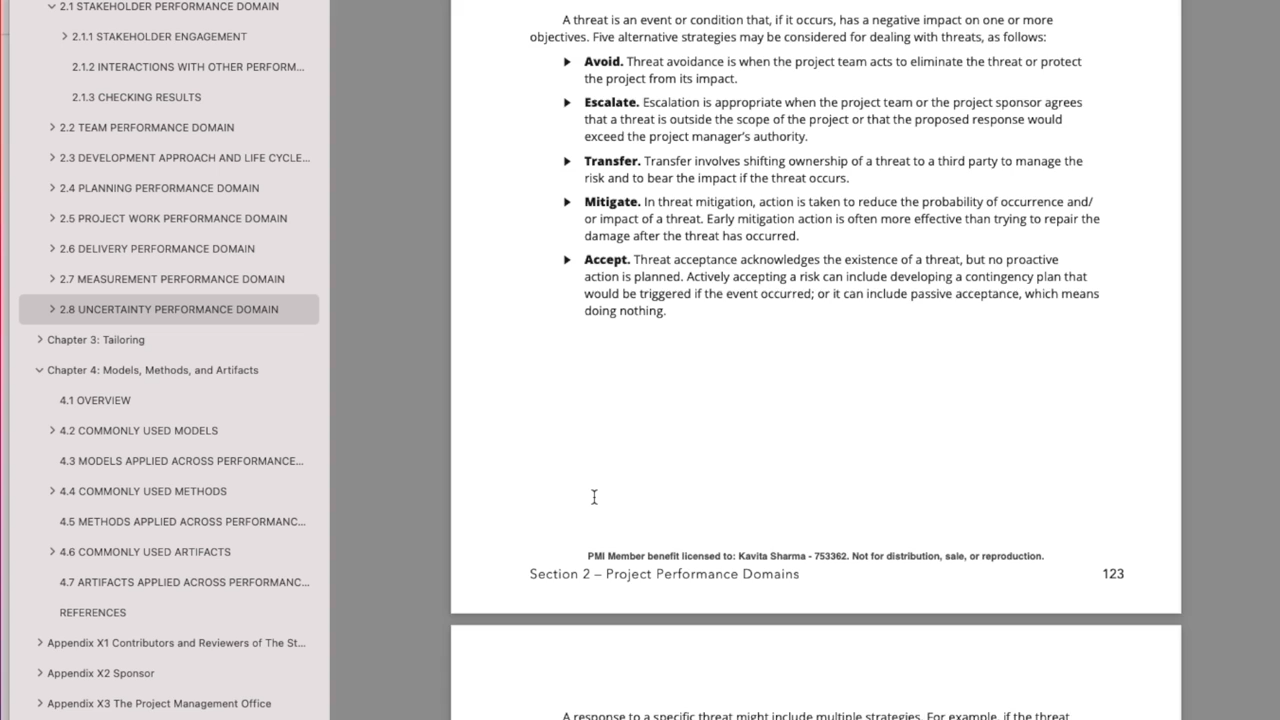 2.1 STAKEHOLDER PERFORMANCE DOMAIN
2.1.1 STAKEHOLDER ENGAGEMENT
2.1.2 INTERACTIONS WITH OTHER PERFORM...
2.1.3 CHECKING RESULTS
2.2 TEAM PERFORMANCE DOMAIN
2.3 DEVELOPMENT APPROACH AND LIFE CYCLE...
2.4 PLANNING PERFORMANCE DOMAIN
2.5 PROJECT WORK PERFORMANCE DOMAIN
2.6 DELIVERY PERFORMANCE DOMAIN
2.7 MEASUREMENT PERFORMANCE DOMAIN
2.8 UNCERTAINTY PERFORMANCE DOMAIN
Chapter 3: Tailoring
Chapter 4: Models, Methods, and Artifacts
4.1 OVERVIEW
4.2 COMMONLY USED MODELS
4.3 MODELS APPLIED ACROSS PERFORMANCE...
4.4 COMMONLY USED METHODS
4.5 METHODS APPLIED ACROSS PERFORMANC...
4.6 COMMONLY USED ARTIFACTS
4.7 ARTIFACTS APPLIED ACROSS PERFORMANC...
REFERENCES
Appendix X1 Contributors and Reviewers of The St...
Appendix X2 Sponsor
Appendix X3 The Project Management Office
A threat is an event or condition that, if it occurs, has a negative impact on one or more
objectives. Five alternative strategies may be considered for dealing with threats, as follows:
Avoid. Threat avoidance is when the project team acts to eliminate the threat or protect
the project from its impact.
Escalate. Escalation is appropriate when the project team or the project sponsor agrees
that a threat is outside the scope of the project or that the proposed response would
exceed the project manager's authority.
Transfer. Transfer involves shifting ownership of a threat to a third party to manage the
risk and to bear the impact if the threat occurs.
Mitigate. In threat mitigation, action is taken to reduce the probability of occurrence and/
or impact of a threat. Early mitigation action is often more effective than trying to repair the
damage after the threat has occurred.
Accept. Threat acceptance acknowledges the existence of a threat, but no proactive
action is planned. Actively accepting a risk can include developing a contingency plan that
would be triggered if the event occurred; or it can include passive acceptance, which means
doing nothing.
PMI Member benefit licensed to: Kavita Sharma - 753362. Not for distribution, sale, or reproduction.
Section 2 – Project Performance Domains 123
A response to a specific threat might include multiple strategies. For example, if the threat